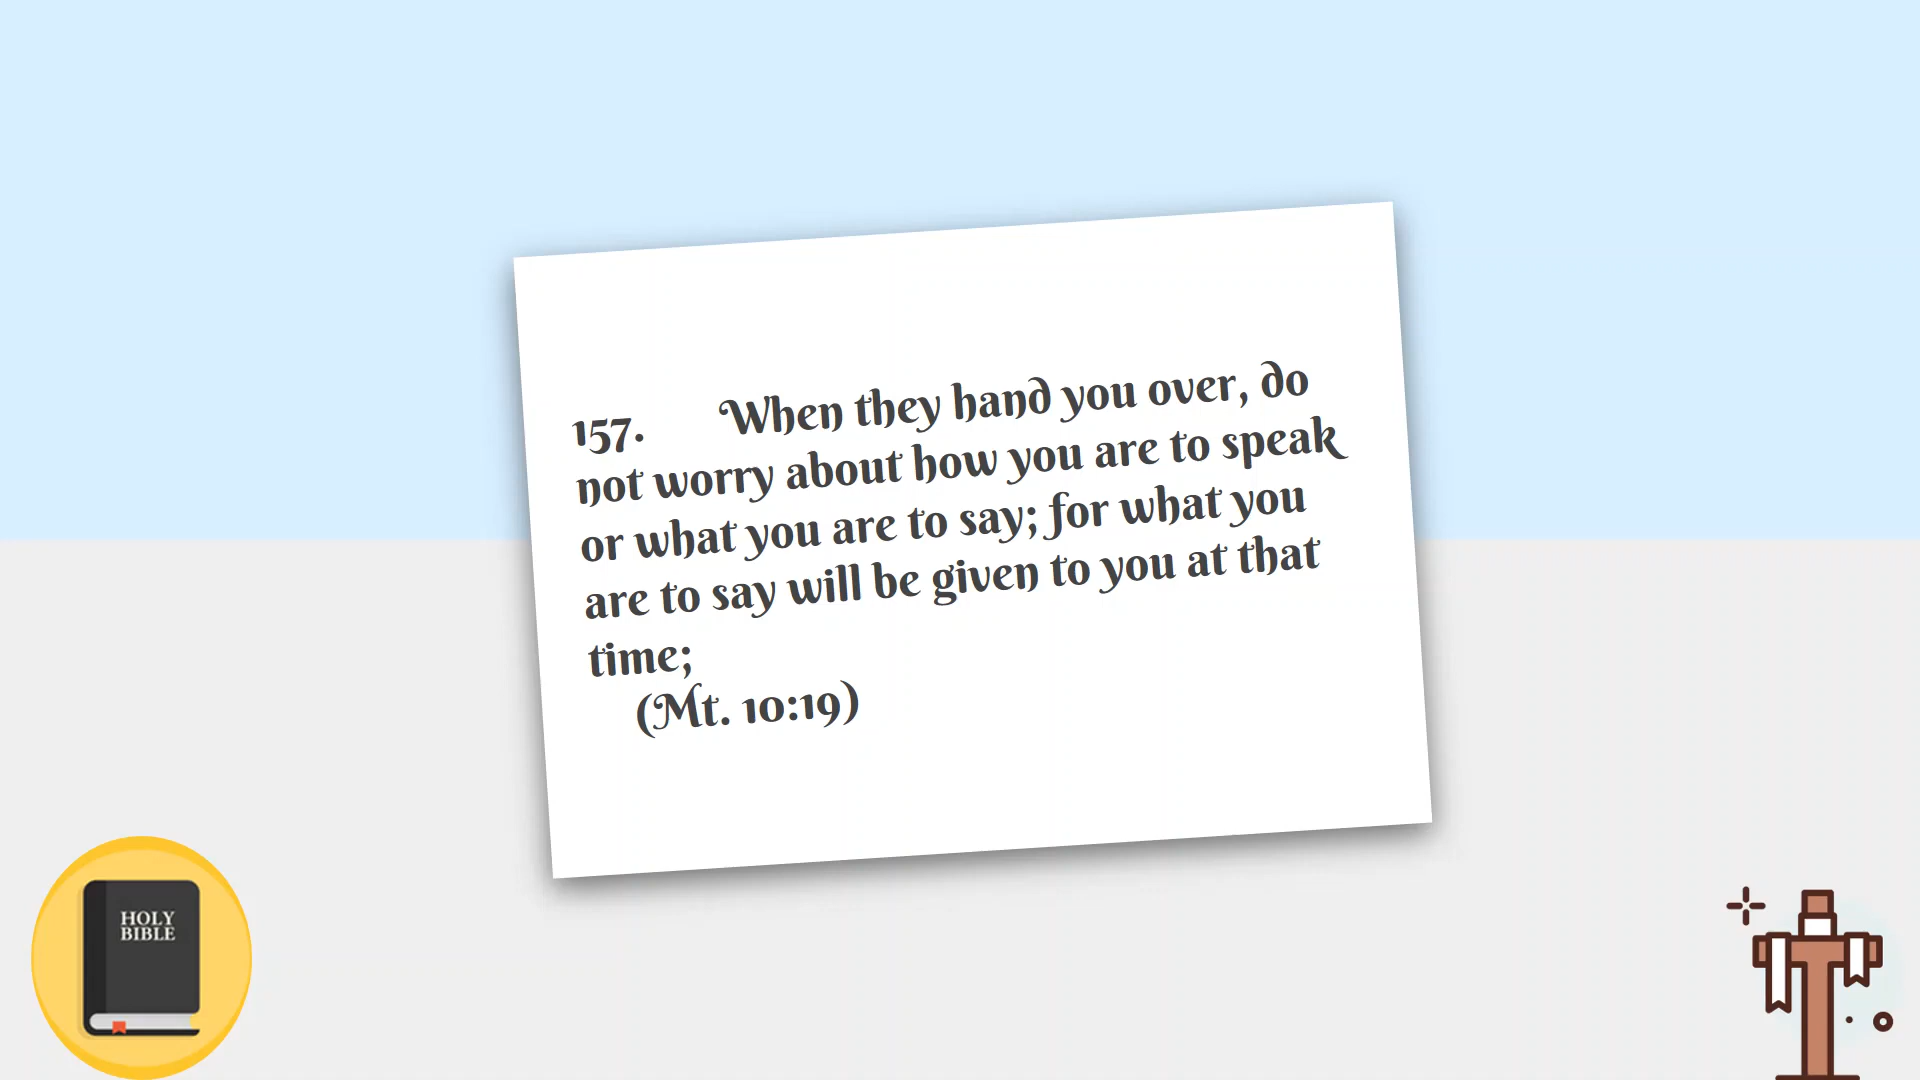 157. When they hand you over, do
not worry about how you are to speak
or what you are to say; for what you
are to say will be given to you at that
time;
(Mt. 10:19)
HOLY
BIBLE